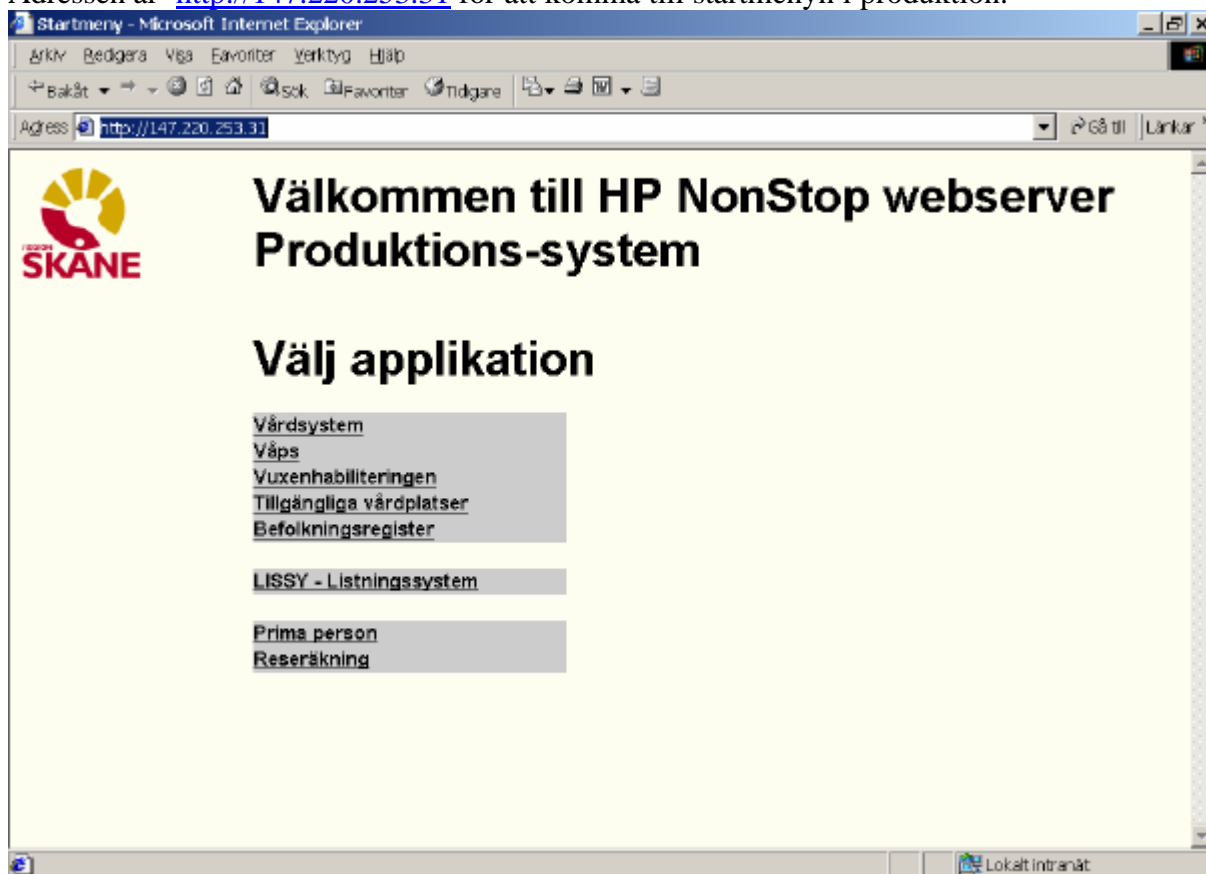 Adressen är http://147.220.253.31 för att komma till startmenyn i produktion.
Startmeny - Microsoft Internet Explorer
Arkiv Redigera Visa Favoriter Verktyg Hjälp
Bakåt Sök Favoriter Tidigare
Adress http://147.220.253.31 Gå till Länkar
REGION
SKÅNE
Välkommen till HP NonStop webserver
Produktions-system
Välj applikation
Vårdsystem
Våps
Vuxenhabiliteringen
Tillgängliga vårdplatser
Befolkningsregister
LISSY - Listningssystem
Prima person
Reseräkning
Lokalt intranät